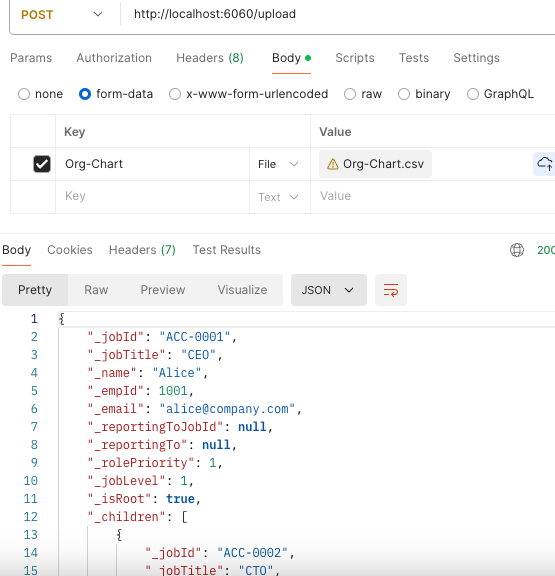 POST http://localhost:6060/upload
Params Authorization Headers (8) Body Scripts Tests Settings
none form-data x-www-form-urlencoded raw binary GraphQL
Key Value
Org-Chart File Org-Chart.csv
Key Text Value
Body Cookies Headers (7) Test Results 200
Pretty Raw Preview Visualize JSON
1 {
2 "_jobId": "ACC-0001",
3 "_jobTitle": "CEO",
4 "_name": "Alice",
5 "_empId": 1001,
6 "_email": "alice@company.com",
7 "_reportingToJobId": null,
8 "_reportingTo": null,
9 "_rolePriority": 1,
10 "_jobLevel": 1,
11 "_isRoot": true,
12 "_children": [
13 {
14 "_jobId": "ACC-0002",
15 "_jobTitle": "CTO",